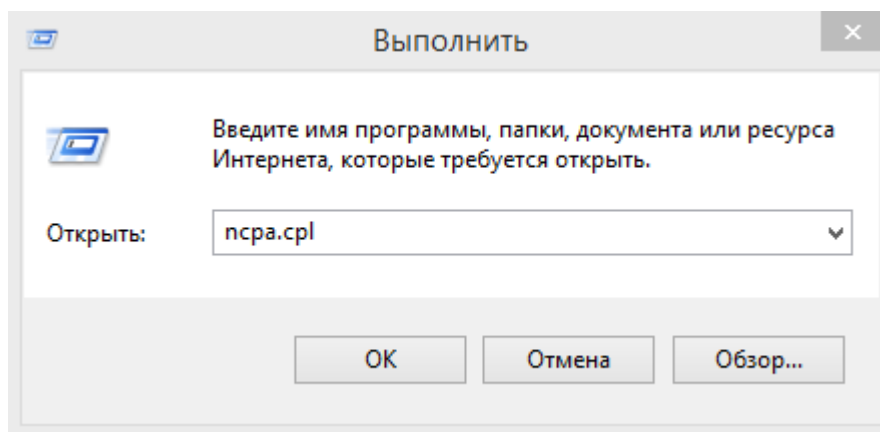 Выполнить
Введите имя программы, папки, документа или ресурса
Интернета, которые требуется открыть.
Открыть: ncpa.cpl
OK Отмена Обзор...